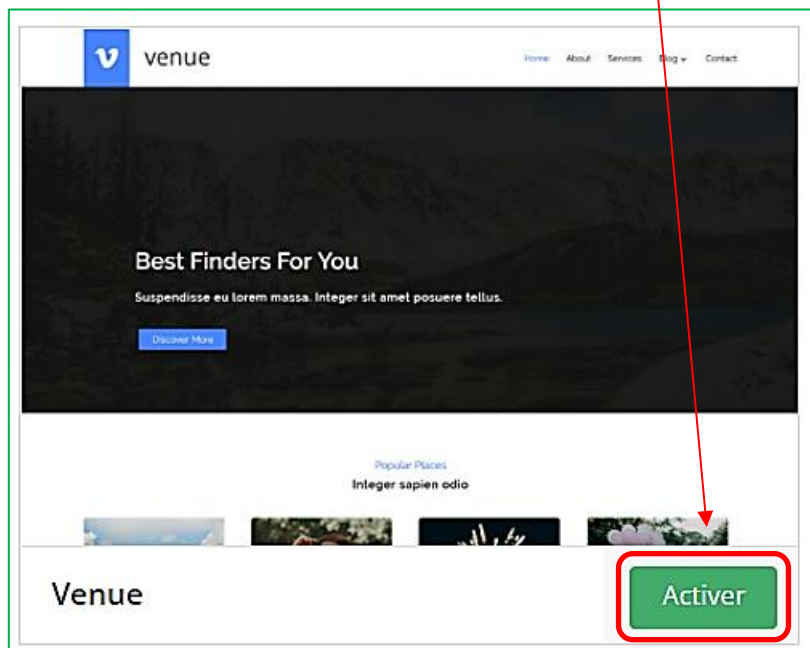 venue
Home About Services Blog Contact
Best Finders For You
Suspendisse eu lorem massa. Integer sit amet posuere tellus.
Discover More
Popular Places
Integer sapien odio
Venue
Activer